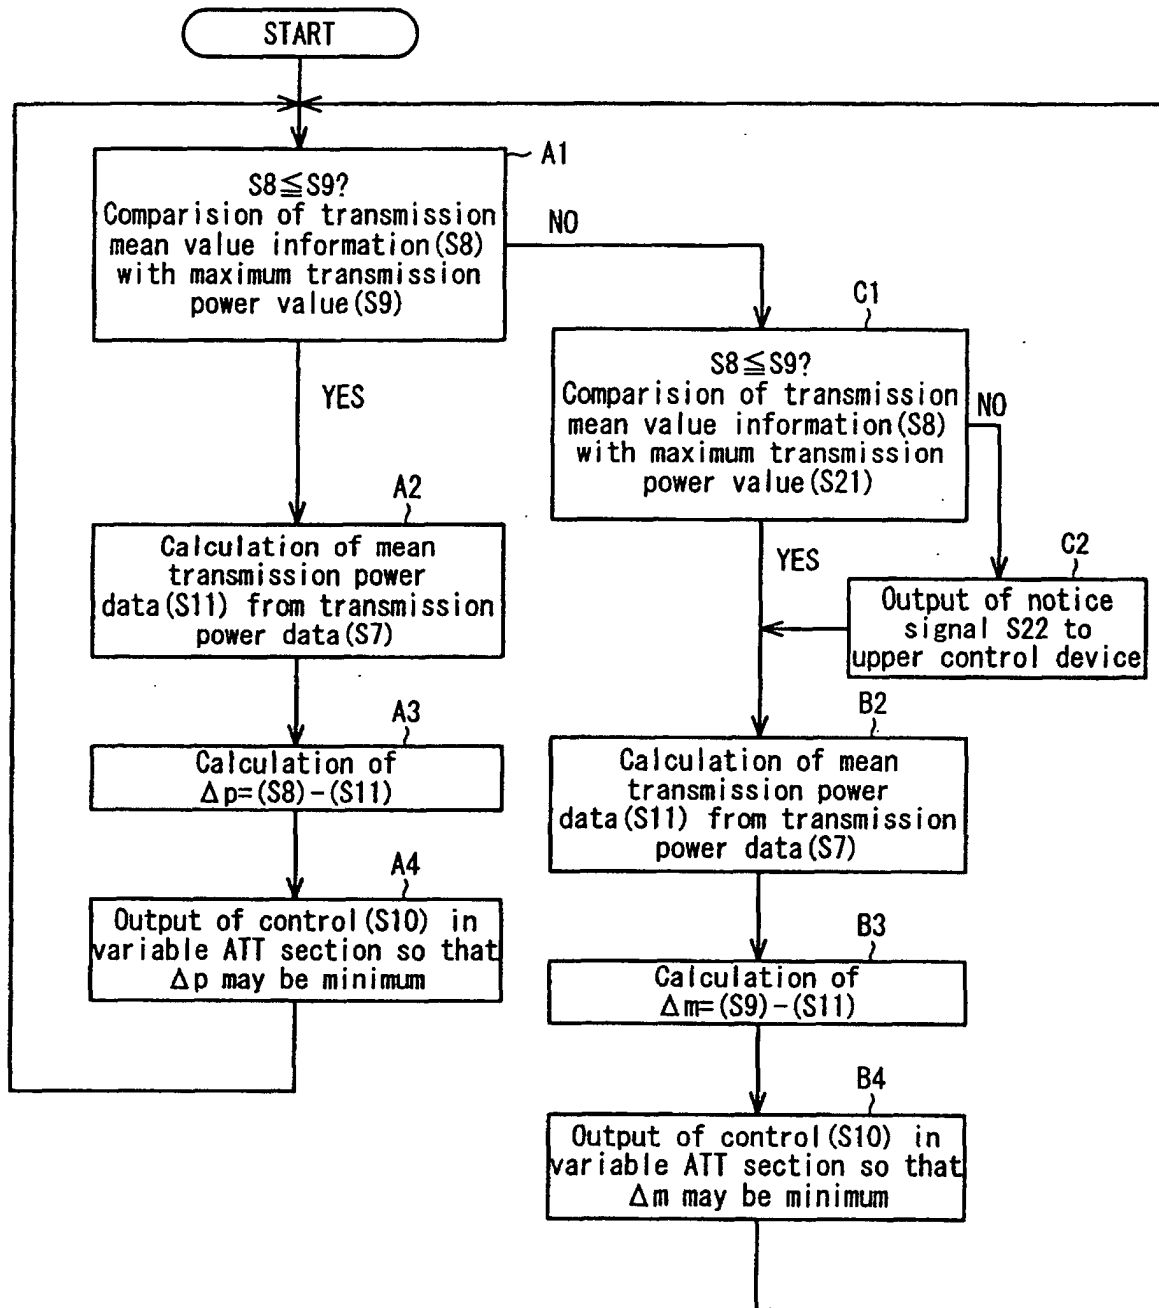 START
A1
S8≦S9?
Comparision of transmission
mean value information(S8)
with maximum transmission
power value(S9)
NO
YES
C1
S8≦S9?
Comparision of transmission
mean value information(S8)
with maximum transmission
power value(S21)
NO
YES
A2
Calculation of mean
transmission power
data(S11) from transmission
power data(S7)
C2
Output of notice
signal S22 to
upper control device
A3
Calculation of
Δp=(S8)-(S11)
B2
Calculation of mean
transmission power
data(S11) from transmission
power data(S7)
A4
Output of control(S10) in
variable ATT section so that
Δp may be minimum
B3
Calculation of
Δm=(S9)-(S11)
B4
Output of control(S10) in
variable ATT section so that
Δm may be minimum